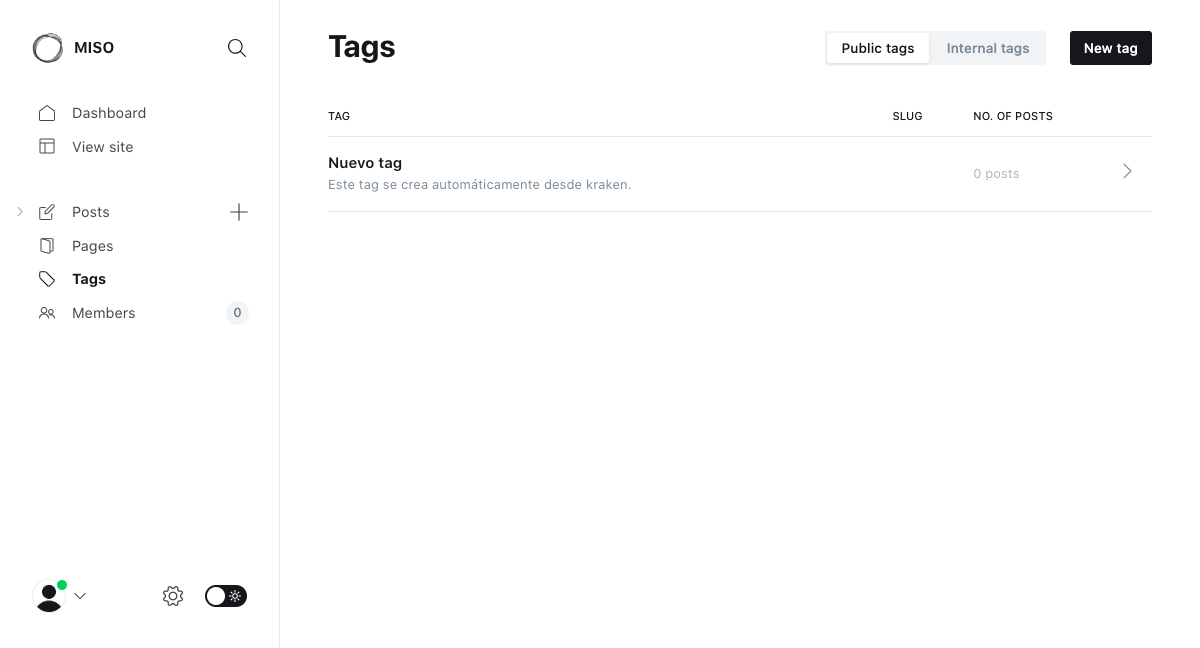 MISO
Dashboard
View site
Posts
Pages
Tags
Members 0
Tags
Public tags Internal tags New tag
TAG SLUG NO. OF POSTS
Nuevo tag
Este tag se crea automáticamente desde kraken.
0 posts